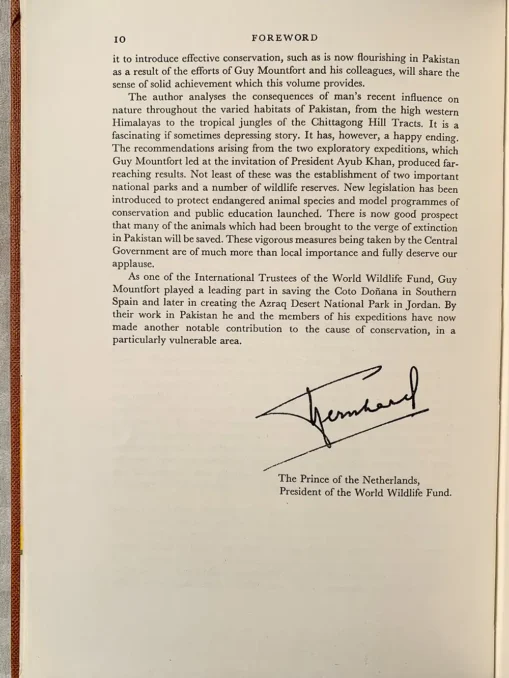 10 FOREWORD
it to introduce effective conservation, such as is now flourishing in Pakistan
as a result of the efforts of Guy Mountfort and his colleagues, will share the
sense of solid achievement which this volume provides.
The author analyses the consequences of man's recent influence on
nature throughout the varied habitats of Pakistan, from the high western
Himalayas to the tropical jungles of the Chittagong Hill Tracts. It is a
fascinating if sometimes depressing story. It has, however, a happy ending.
The recommendations arising from the two exploratory expeditions, which
Guy Mountfort led at the invitation of President Ayub Khan, produced far-
reaching results. Not least of these was the establishment of two important
national parks and a number of wildlife reserves. New legislation has been
introduced to protect endangered animal species and model programmes of
conservation and public education launched. There is now good prospect
that many of the animals which had been brought to the verge of extinction
in Pakistan will be saved. These vigorous measures being taken by the Central
Government are of much more than local importance and fully deserve our
applause.
As one of the International Trustees of the World Wildlife Fund, Guy
Mountfort played a leading part in saving the Coto Doñana in Southern
Spain and later in creating the Azraq Desert National Park in Jordan. By
their work in Pakistan he and the members of his expeditions have now
made another notable contribution to the cause of conservation, in a
particularly vulnerable area.
Bernhard
The Prince of the Netherlands,
President of the World Wildlife Fund.